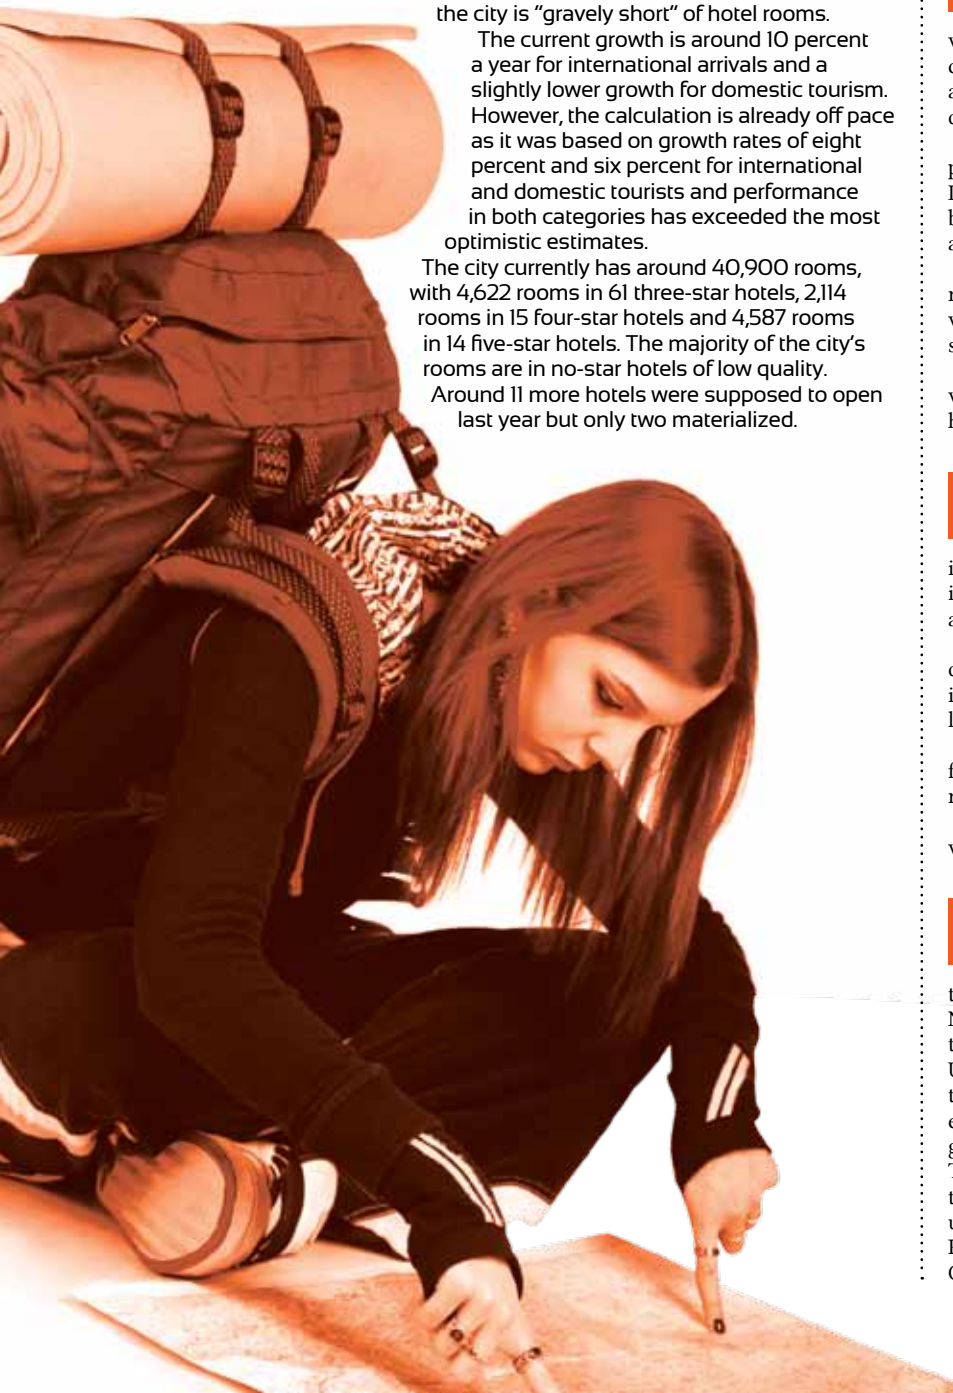 the city is “gravely short” of hotel rooms.
The current growth is around 10 percent
a year for international arrivals and a
slightly lower growth for domestic tourism.
However, the calculation is already off pace
as it was based on growth rates of eight
percent and six percent for international
and domestic tourists and performance
in both categories has exceeded the most
optimistic estimates.
The city currently has around 40,900 rooms,
with 4,622 rooms in 61 three-star hotels, 2,114
rooms in 15 four-star hotels and 4,587 rooms
in 14 five-star hotels. The majority of the city’s
rooms are in no-star hotels of low quality.
Around 11 more hotels were supposed to open
last year but only two materialized.